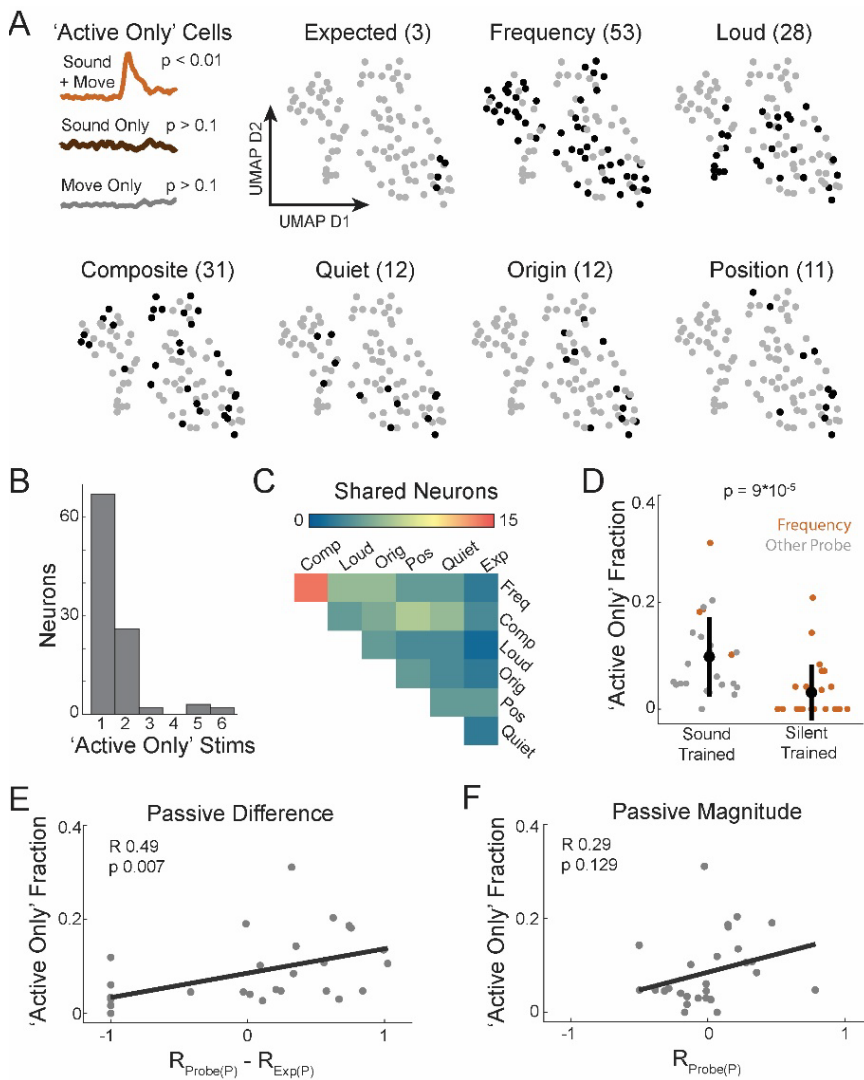 A
'Active Only' Cells
Sound + Move
p < 0.01
Sound Only
p > 0.1
Move Only
p > 0.1
Expected (3)
UMAP D2
UMAP D1
Frequency (53)
Loud (28)
Composite (31)
Quiet (12)
Origin (12)
Position (11)
B
Neurons
60
30
0
1 2 3 4 5 6
'Active Only' Stims
C
Shared Neurons
0 15
Comp Loud Orig Pos Quiet Exp
Freq
Comp
Loud
Orig
Pos
Quiet
D
p = 9*10-5
Frequency
Other Probe
'Active Only' Fraction
0.4
0.2
0
Sound Trained
Silent Trained
E
Passive Difference
R 0.49
p 0.007
'Active Only' Fraction
0.4
0.2
0
-1 0 1
RProbe(P) - RExp(P)
F
Passive Magnitude
R 0.29
p 0.129
'Active Only' Fraction
0.4
0.2
0
-1 0 1
RProbe(P)